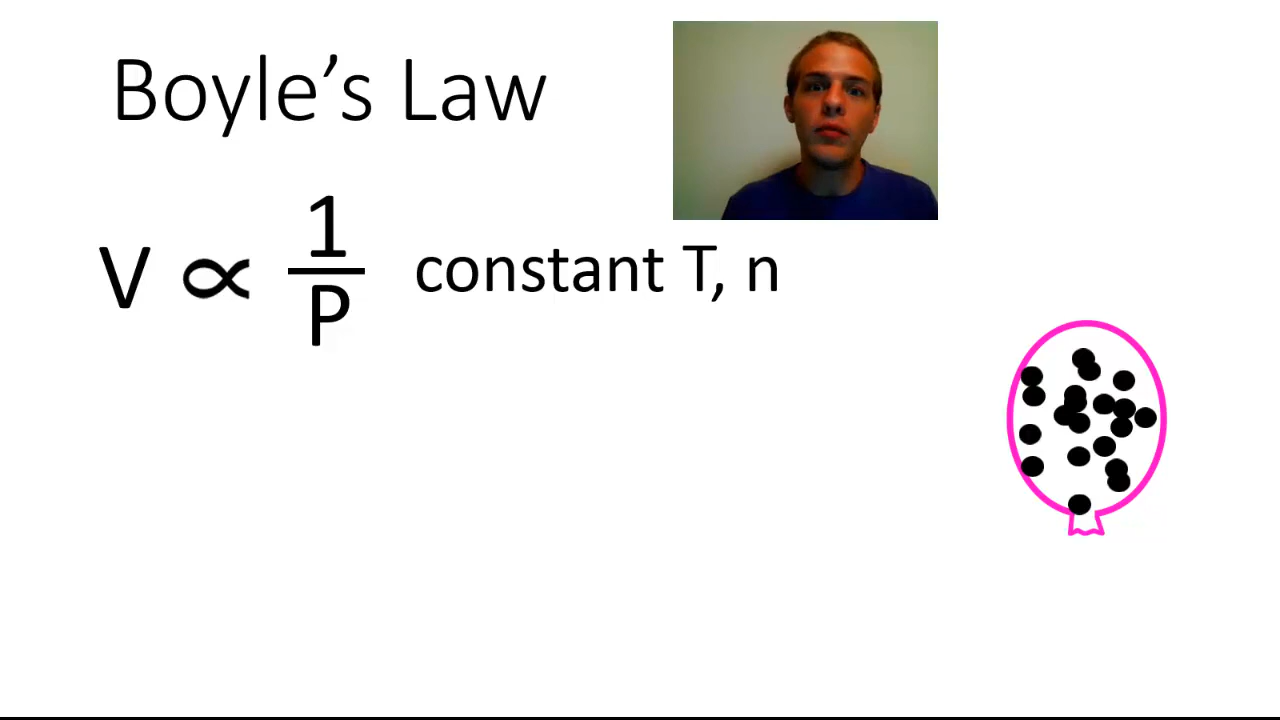 Boyle’s Law
V ∝ 1/P constant T, n